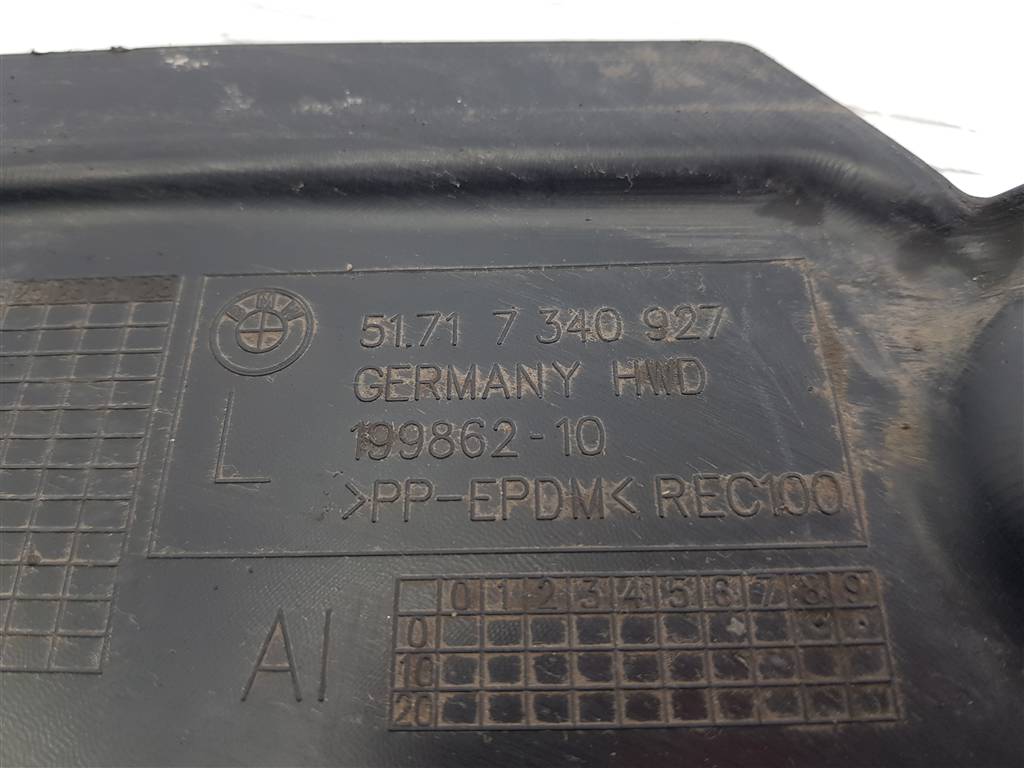 BMW
51.71 7 340 927
GERMANY HWD
L
199862-10
>PP-EPDM< REC100
AI
0 1 2 3 4 5 6 7 8 9
0
10
20